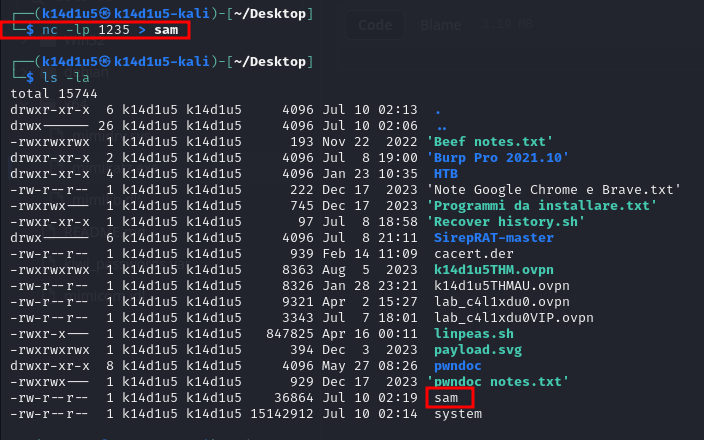 ┌──(k14d1u5㉿k14d1u5-kali)-[~/Desktop]
└─$ nc -lp 1235 > sam
┌──(k14d1u5㉿k14d1u5-kali)-[~/Desktop]
└─$ ls -la
total 15744
drwxr-xr-x  6 k14d1u5 k14d1u5     4096 Jul 10 02:13  .
drwx------ 26 k14d1u5 k14d1u5     4096 Jul 10 02:06  ..
-rwxrwxrwx  1 k14d1u5 k14d1u5      193 Nov 22  2022 'Beef notes.txt'
drwxr-xr-x  2 k14d1u5 k14d1u5     4096 Jul  8 19:00 'Burp Pro 2021.10'
drwxr-xr-x  4 k14d1u5 k14d1u5     4096 Jan 23 10:35  HTB
-rw-r--r--  1 k14d1u5 k14d1u5      222 Dec 17  2023 'Note Google Chrome e Brave.txt'
-rwxrwx---  1 k14d1u5 k14d1u5      745 Dec 17  2023 'Programmi da installare.txt'
-rwxr-xr-x  1 k14d1u5 k14d1u5       97 Jul  8 18:58 'Recover history.sh'
drwx------  6 k14d1u5 k14d1u5     4096 Jul  8 21:11  SirepRAT-master
-rw-r--r--  1 k14d1u5 k14d1u5      939 Feb 14 11:09  cacert.der
-rwxrwxrwx  1 k14d1u5 k14d1u5     8363 Aug  5  2023  k14d1u5THM.ovpn
-rw-r--r--  1 k14d1u5 k14d1u5     8326 Jan 28 23:21  k14d1u5THMAU.ovpn
-rw-r--r--  1 k14d1u5 k14d1u5     9321 Apr  2 15:27  lab_c4l1xdu0.ovpn
-rw-r--r--  1 k14d1u5 k14d1u5     3343 Jul  7 18:01  lab_c4l1xdu0VIP.ovpn
-rwxr-x---  1 k14d1u5 k14d1u5   847825 Apr 16 00:11  linpeas.sh
-rwxrwxrwx  1 k14d1u5 k14d1u5      394 Dec  3  2023  payload.svg
drwxr-xr-x  8 k14d1u5 k14d1u5     4096 May 27 08:26  pwndoc
-rwxrwx---  1 k14d1u5 k14d1u5      929 Dec 17  2023 'pwndoc notes.txt'
-rw-r--r--  1 k14d1u5 k14d1u5    36864 Jul 10 02:19  sam
-rw-r--r--  1 k14d1u5 k14d1u5 15142912 Jul 10 02:14  system
Code
Blame